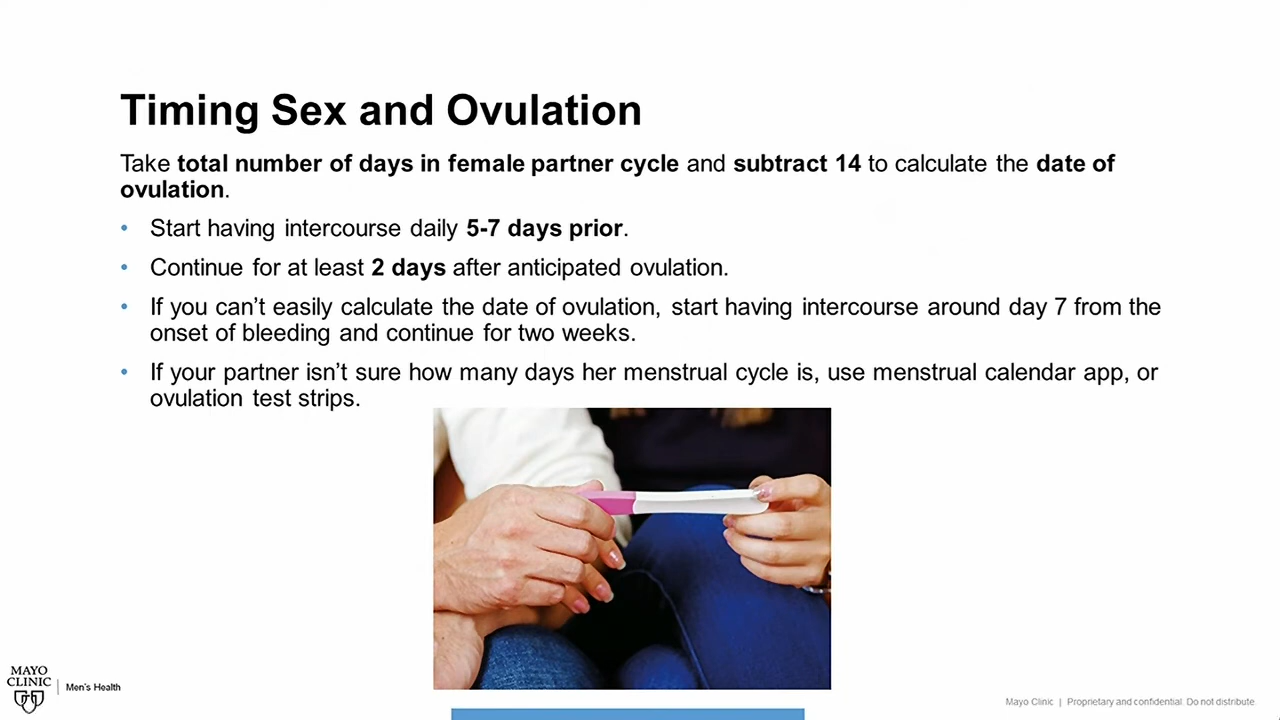 Timing Sex and Ovulation
Take total number of days in female partner cycle and subtract 14 to calculate the date of
ovulation.
• Start having intercourse daily 5-7 days prior.
• Continue for at least 2 days after anticipated ovulation.
• If you can’t easily calculate the date of ovulation, start having intercourse around day 7 from the
onset of bleeding and continue for two weeks.
• If your partner isn’t sure how many days her menstrual cycle is, use menstrual calendar app, or
ovulation test strips.
MAYO
CLINIC
Men’s Health
Mayo Clinic | Proprietary and confidential. Do not distribute